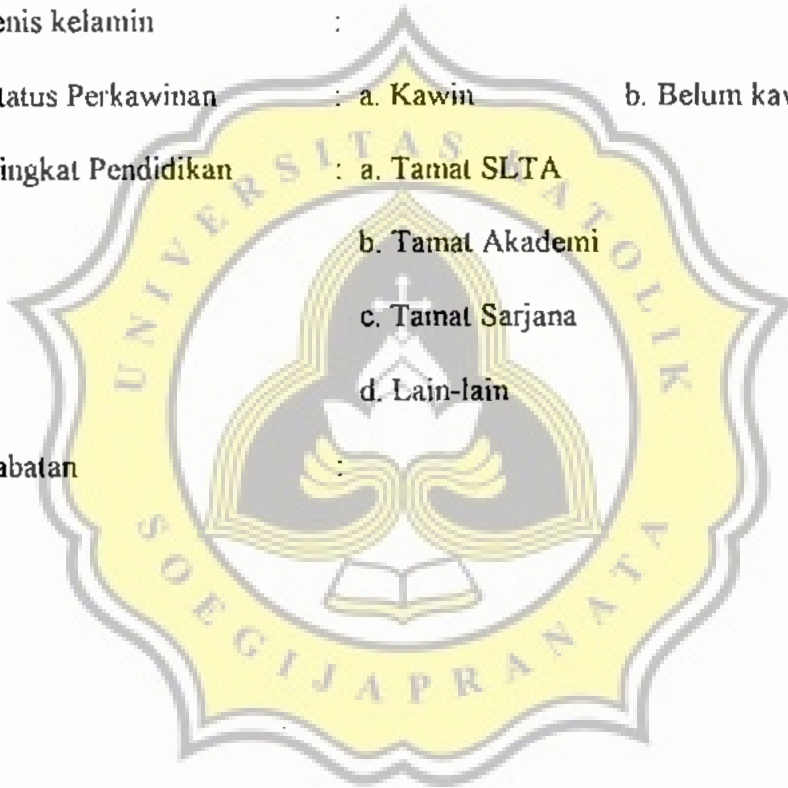 enis kelamin :
tatus Perkawinan : a. Kawin b. Belum kav
ingkat Pendidikan : a. Tamat SLTA
b. Tamat Akademi
c. Tamat Sarjana
d. Lain-lain
abatan :
UNIVERSITAS KATOLIK
SOEGIJAPRANATA